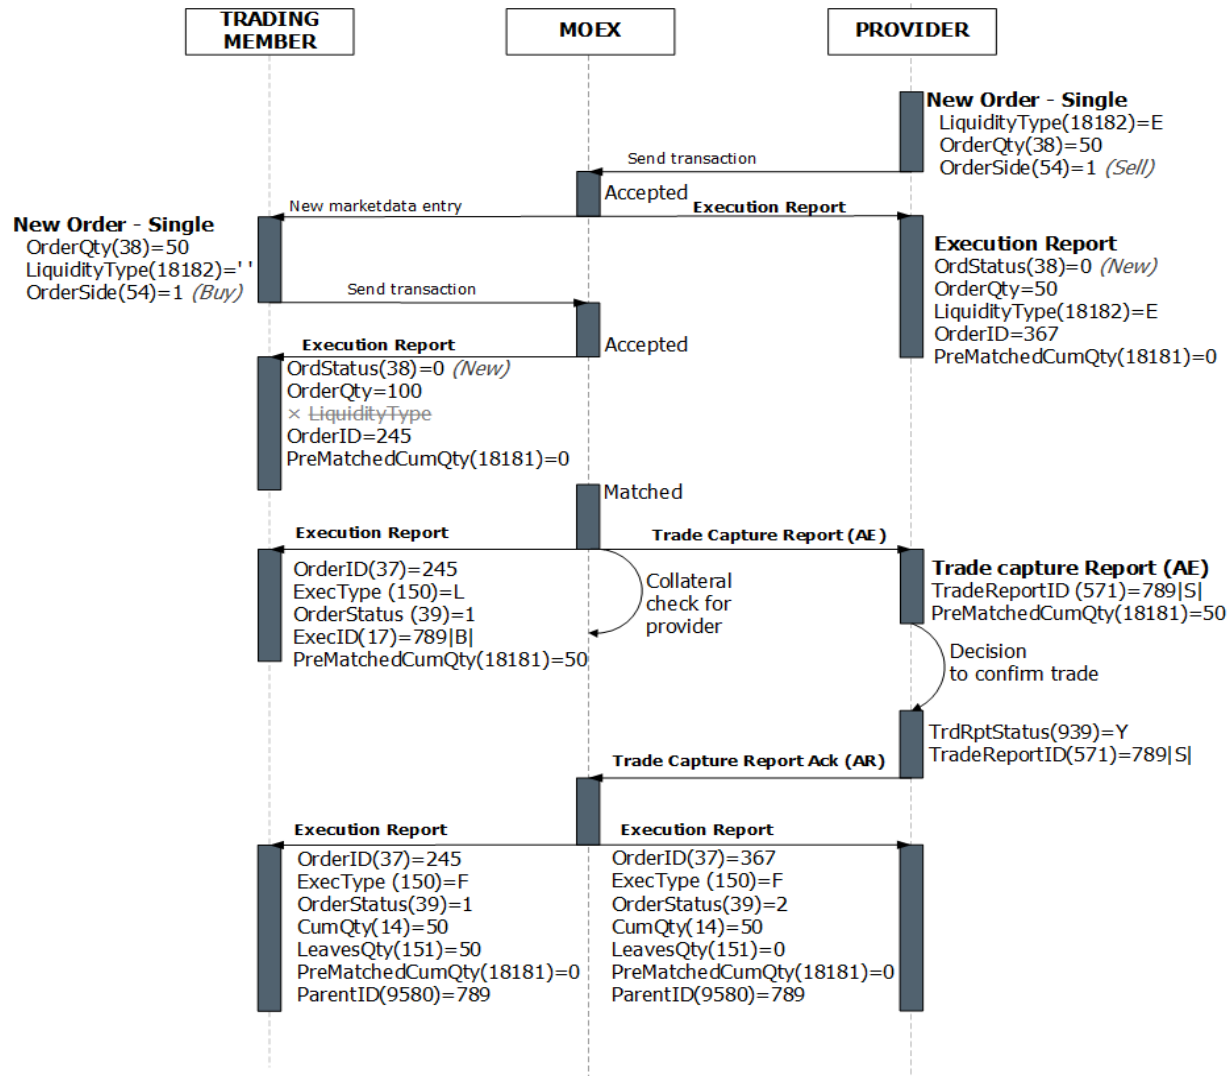 TRADING
MEMBER
MOEX
PROVIDER
New Order - Single
LiquidityType(18182)=E
OrderQty(38)=50
OrderSide(54)=1 (Sell)
Send transaction
Accepted
New marketdata entry
Execution Report
New Order - Single
OrderQty(38)=50
LiquidityType(18182)=' '
OrderSide(54)=1 (Buy)
Execution Report
OrdStatus(38)=0 (New)
OrderQty=50
LiquidityType(18182)=E
OrderID=367
PreMatchedCumQty(18181)=0
Send transaction
Accepted
Execution Report
OrdStatus(38)=0 (New)
OrderQty=100
× LiquidityType
OrderID=245
PreMatchedCumQty(18181)=0
Matched
Execution Report
Trade Capture Report (AE)
OrderID(37)=245
ExecType (150)=L
OrderStatus (39)=1
ExecID(17)=789|B|
PreMatchedCumQty(18181)=50
Collateral
check for
provider
Trade capture Report (AE)
TradeReportID (571)=789|S|
PreMatchedCumQty(18181)=50
Decision
to confirm trade
TrdRptStatus(939)=Y
TradeReportID(571)=789|S|
Trade Capture Report Ack (AR)
Execution Report
Execution Report
OrderID(37)=245
ExecType (150)=F
OrderStatus(39)=1
CumQty(14)=50
LeavesQty(151)=50
PreMatchedCumQty(18181)=0
ParentID(9580)=789
OrderID(37)=367
ExecType (150)=F
OrderStatus(39)=2
CumQty(14)=50
LeavesQty(151)=0
PreMatchedCumQty(18181)=0
ParentID(9580)=789